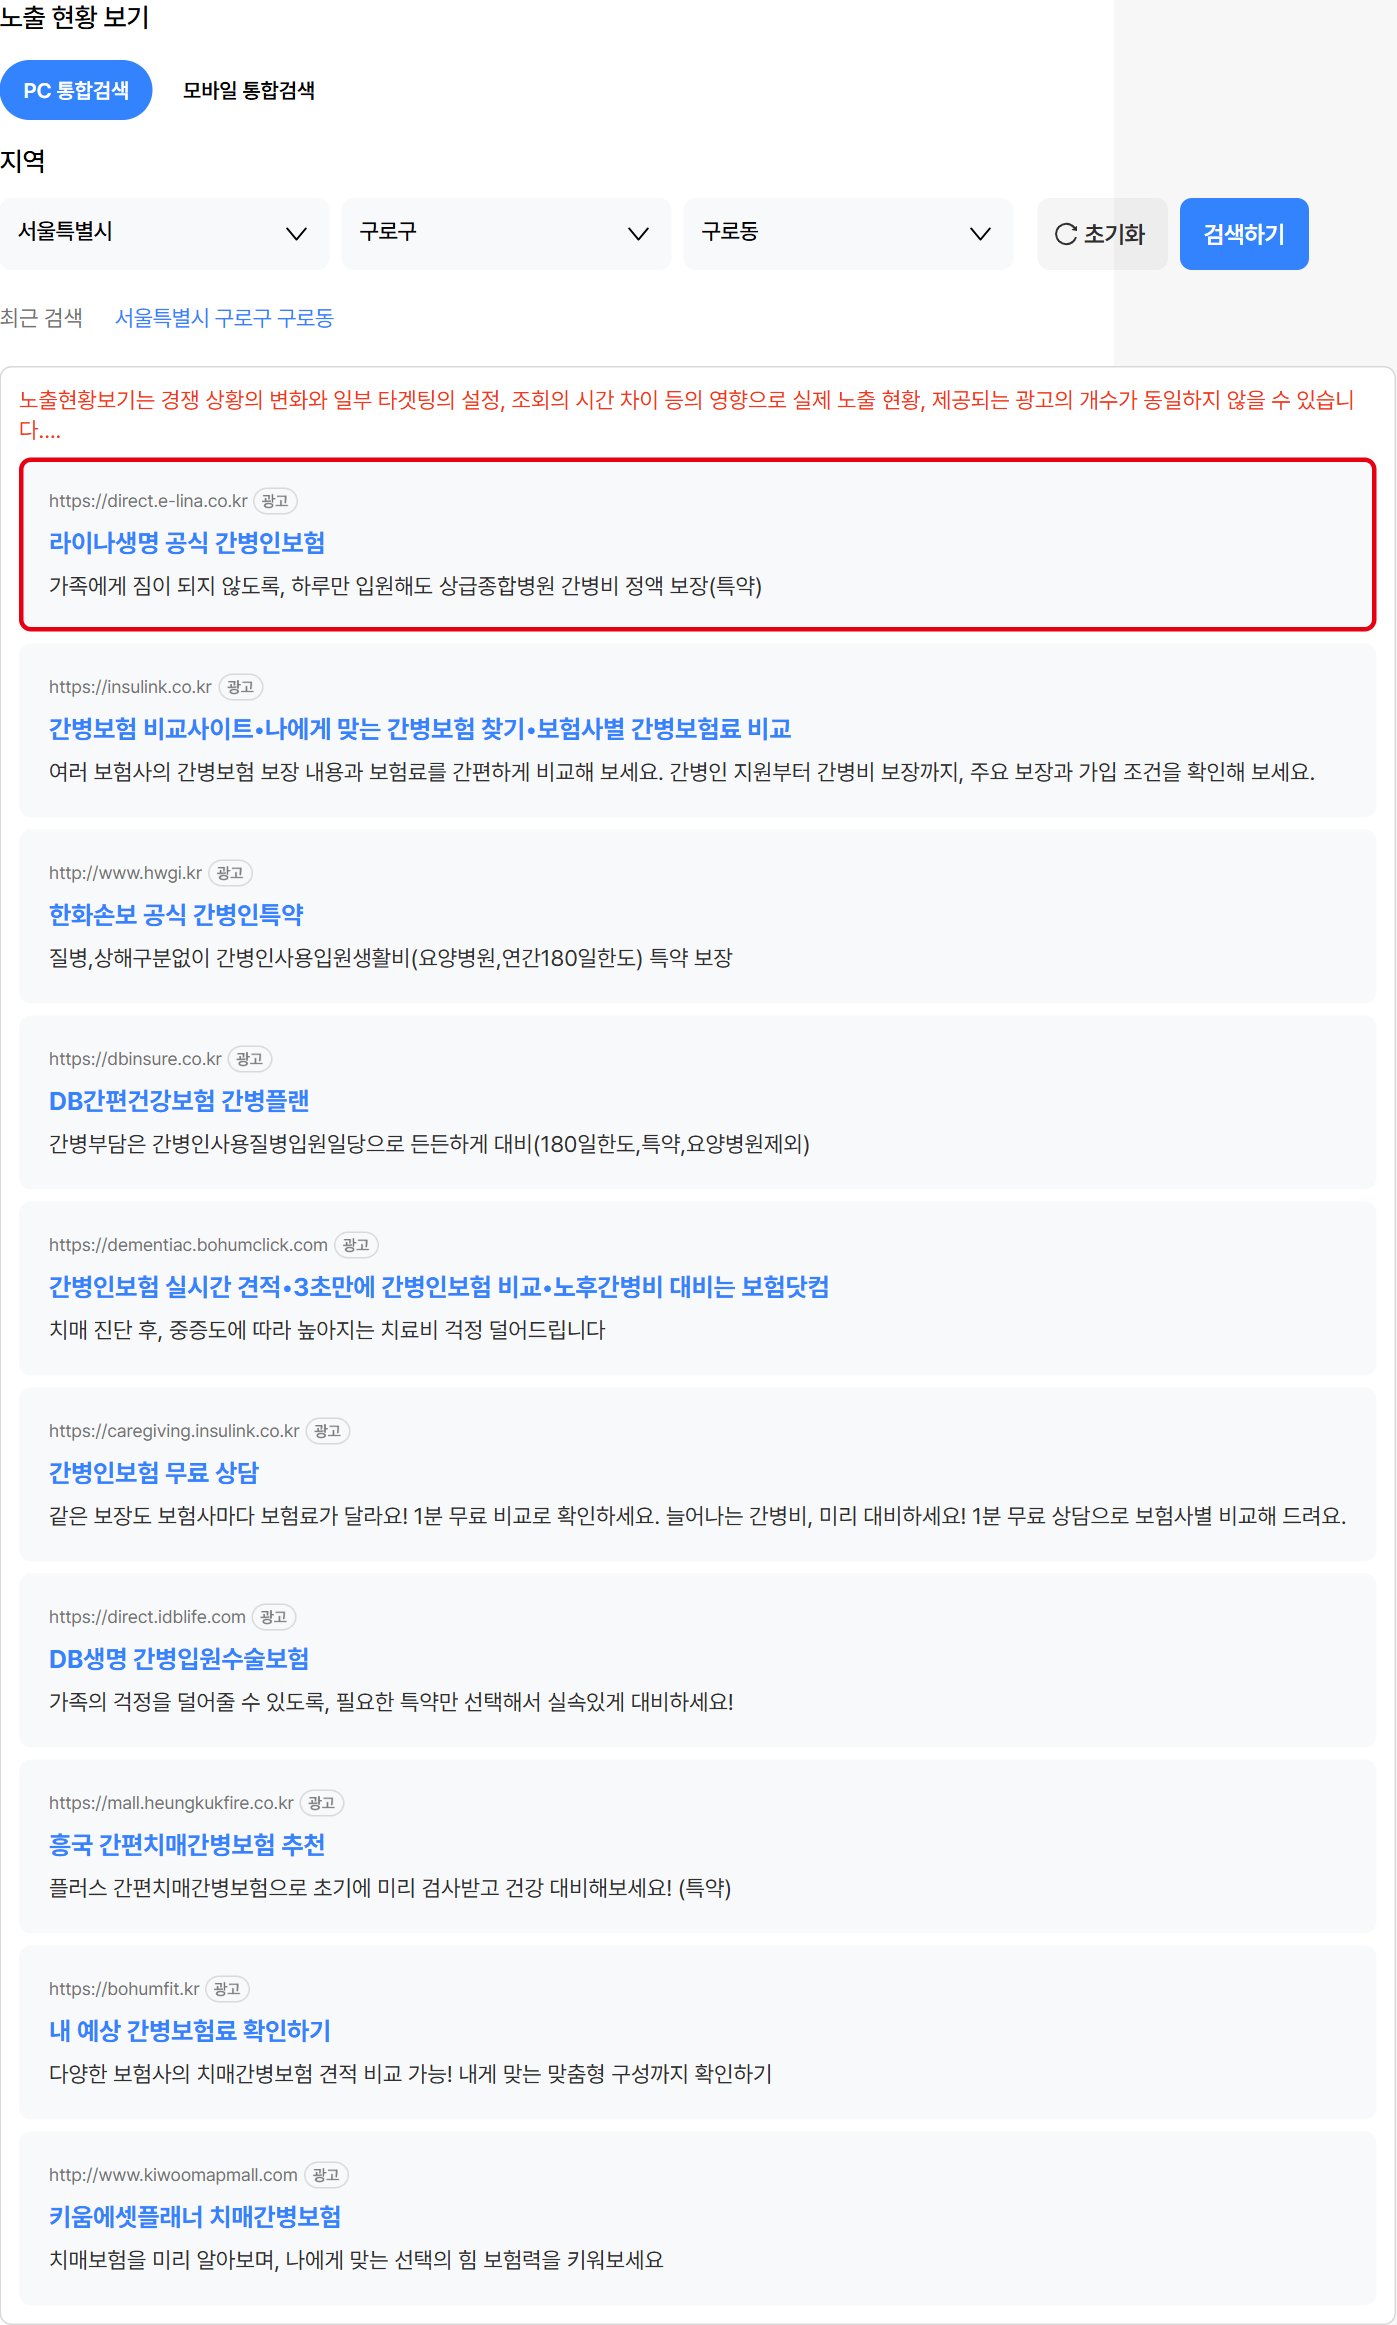 노출 현황 보기
PC 통합검색
모바일 통합검색
지역
서울특별시
구로구
구로동
초기화
검색하기
최근 검색
서울특별시 구로구 구로동
노출현황보기는 경쟁 상황의 변화와 일부 타겟팅의 설정, 조회의 시간 차이 등의 영향으로 실제 노출 현황, 제공되는 광고의 개수가 동일하지 않을 수 있습니
다....
https://direct.e-lina.co.kr 광고
라이나생명 공식 간병인보험
가족에게 짐이 되지 않도록, 하루만 입원해도 상급종합병원 간병비 정액 보장(특약)
https://insulink.co.kr 광고
간병보험 비교사이트•나에게 맞는 간병보험 찾기•보험사별 간병보험료 비교
여러 보험사의 간병보험 보장 내용과 보험료를 간편하게 비교해 보세요. 간병인 지원부터 간병비 보장까지, 주요 보장과 가입 조건을 확인해 보세요.
http://www.hwgi.kr 광고
한화손보 공식 간병인특약
질병,상해구분없이 간병인사용입원생활비(요양병원,연간180일한도) 특약 보장
https://dbinsure.co.kr 광고
DB간편건강보험 간병플랜
간병부담은 간병인사용질병입원일당으로 든든하게 대비(180일한도,특약,요양병원제외)
https://dementiac.bohumclick.com 광고
간병인보험 실시간 견적•3초만에 간병인보험 비교•노후간병비 대비는 보험닷컴
치매 진단 후, 중증도에 따라 높아지는 치료비 걱정 덜어드립니다
https://caregiving.insulink.co.kr 광고
간병인보험 무료 상담
같은 보장도 보험사마다 보험료가 달라요! 1분 무료 비교로 확인하세요. 늘어나는 간병비, 미리 대비하세요! 1분 무료 상담으로 보험사별 비교해 드려요.
https://direct.idblife.com 광고
DB생명 간병입원수술보험
가족의 걱정을 덜어줄 수 있도록, 필요한 특약만 선택해서 실속있게 대비하세요!
https://mall.heungkukfire.co.kr 광고
흥국 간편치매간병보험 추천
플러스 간편치매간병보험으로 초기에 미리 검사받고 건강 대비해보세요! (특약)
https://bohumfit.kr 광고
내 예상 간병보험료 확인하기
다양한 보험사의 치매간병보험 견적 비교 가능! 내게 맞는 맞춤형 구성까지 확인하기
http://www.kiwoomapmall.com 광고
키움에셋플래너 치매간병보험
치매보험을 미리 알아보며, 나에게 맞는 선택의 힘 보험력을 키워보세요